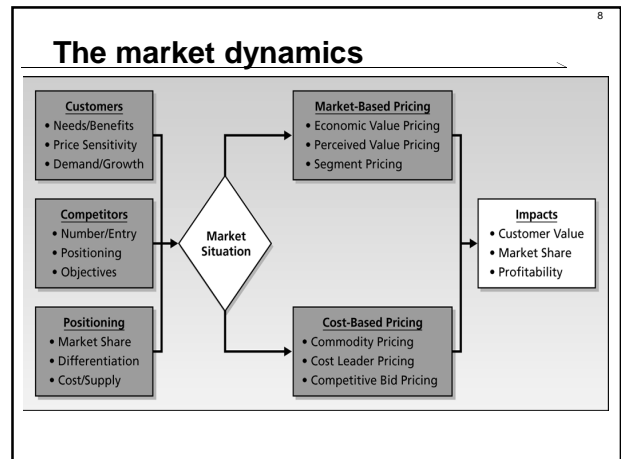 8
The market dynamics
Customers
• Needs/Benefits
• Price Sensitivity
• Demand/Growth
Competitors
• Number/Entry
• Positioning
• Objectives
Positioning
• Market Share
• Differentiation
• Cost/Supply
Market
Situation
Market-Based Pricing
• Economic Value Pricing
• Perceived Value Pricing
• Segment Pricing
Cost-Based Pricing
• Commodity Pricing
• Cost Leader Pricing
• Competitive Bid Pricing
Impacts
• Customer Value
• Market Share
• Profitability